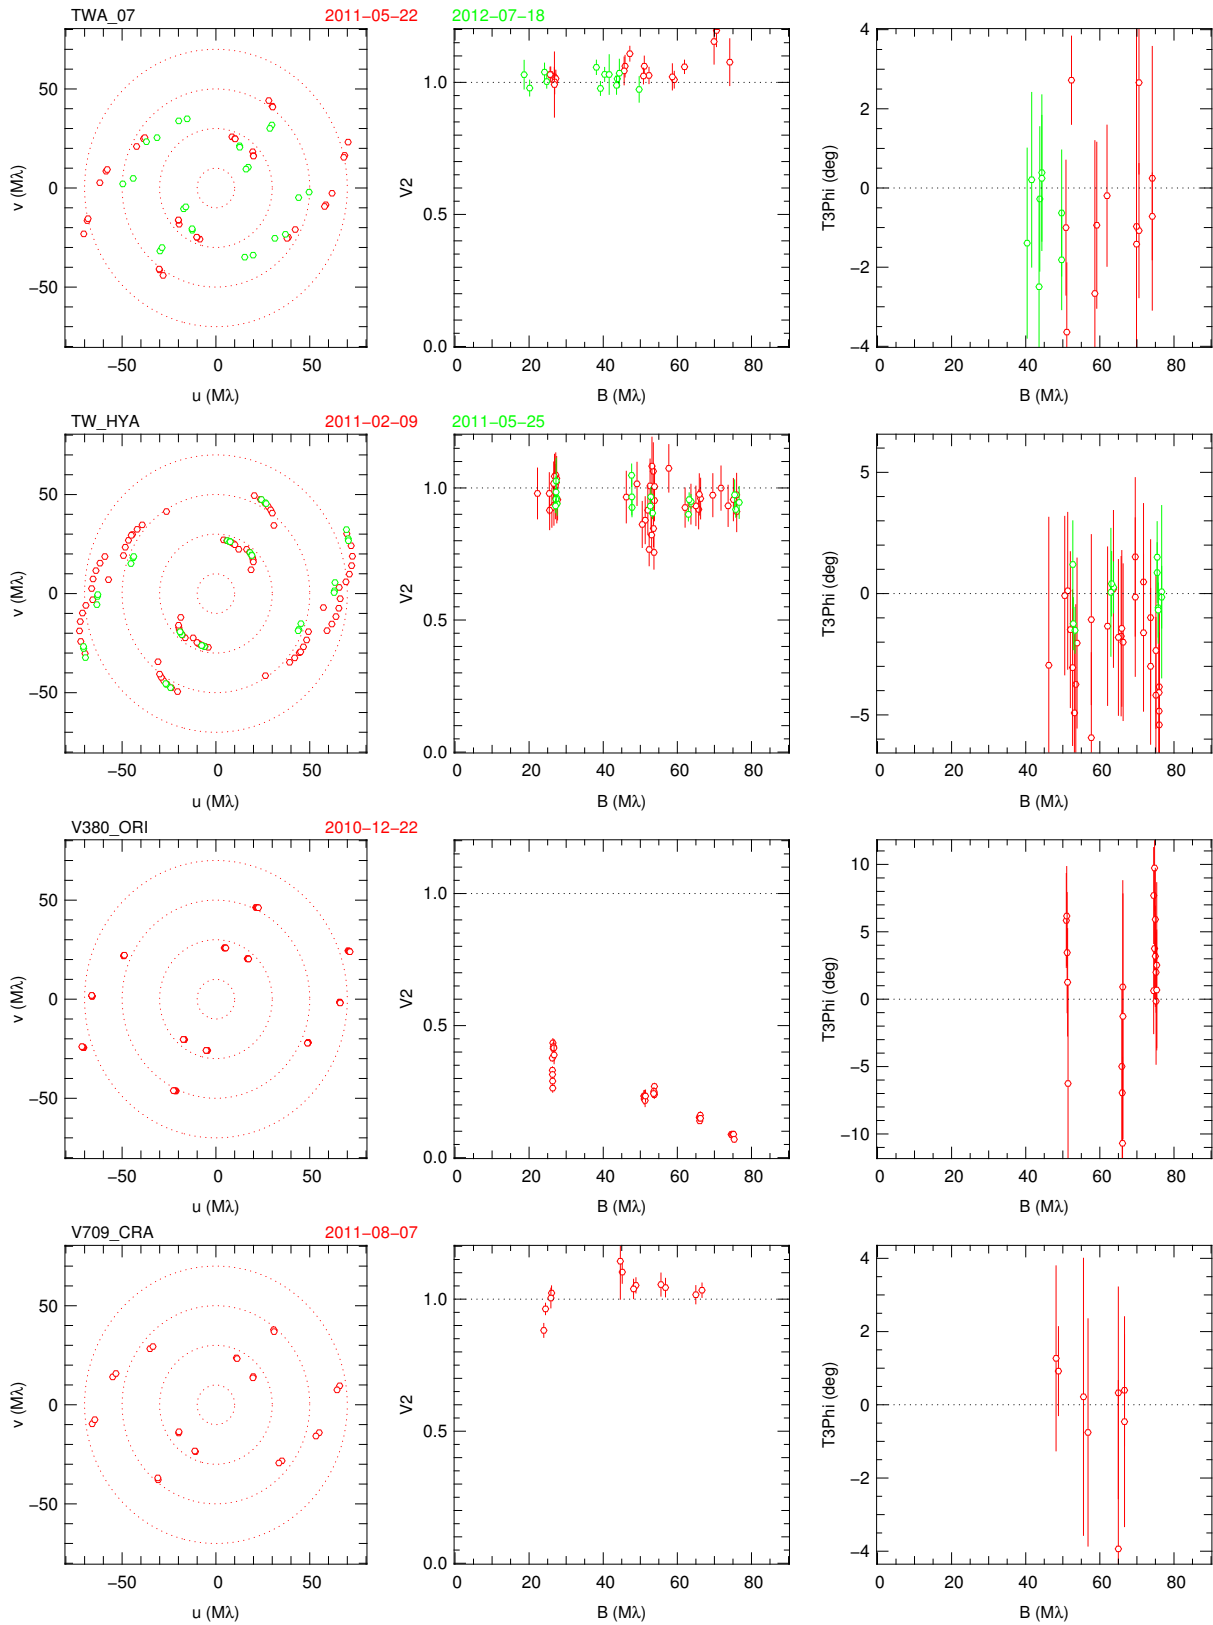 TWA_07 2011−05−22 2012−07−18
50
0
−50
v (Mλ)
−50 0 50
u (Mλ)
1.0
0.5
0.0
V2
0 20 40 60 80
B (Mλ)
4
2
0
−2
−4
T3Phi (deg)
0 20 40 60 80
B (Mλ)
TW_HYA 2011−02−09 2011−05−25
50
0
−50
v (Mλ)
−50 0 50
u (Mλ)
1.0
0.5
0.0
V2
0 20 40 60 80
B (Mλ)
5
0
−5
T3Phi (deg)
0 20 40 60 80
B (Mλ)
V380_ORI 2010−12−22
50
0
−50
v (Mλ)
−50 0 50
u (Mλ)
1.0
0.5
0.0
V2
0 20 40 60 80
B (Mλ)
10
5
0
−5
−10
T3Phi (deg)
0 20 40 60 80
B (Mλ)
V709_CRA 2011−08−07
50
0
−50
v (Mλ)
−50 0 50
u (Mλ)
1.0
0.5
0.0
V2
0 20 40 60 80
B (Mλ)
4
2
0
−2
−4
T3Phi (deg)
0 20 40 60 80
B (Mλ)